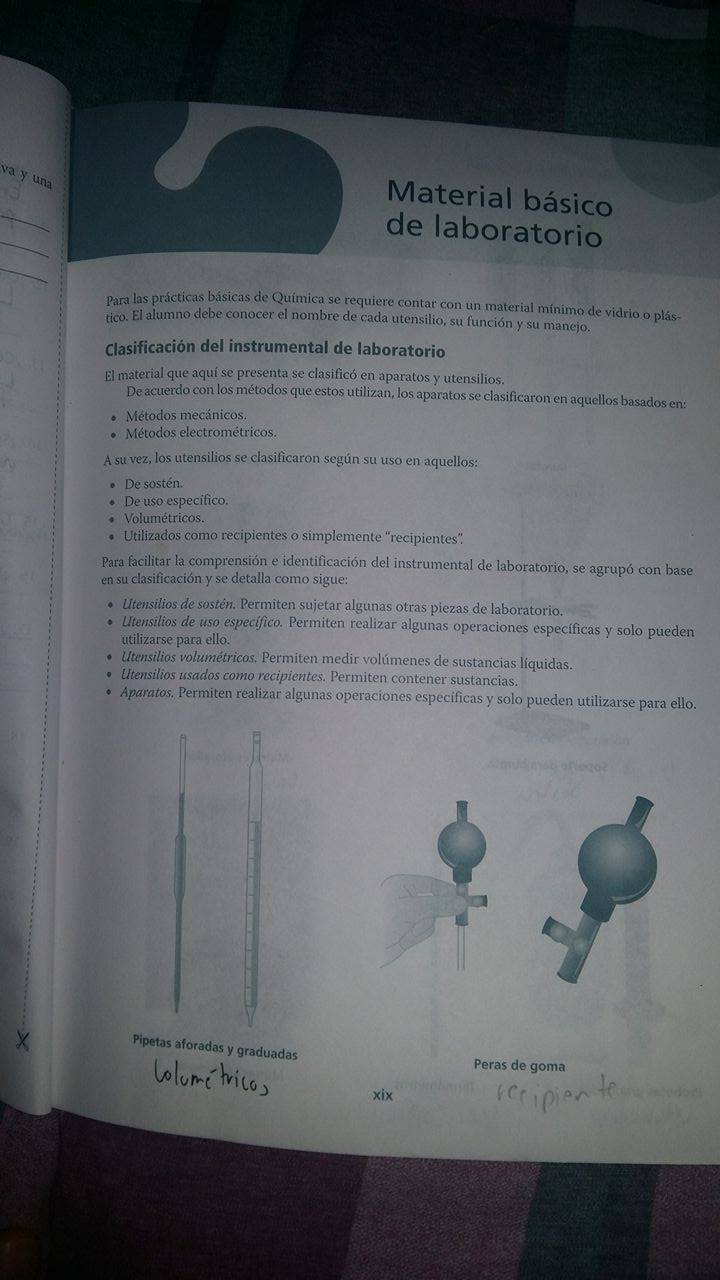 va y una
Material básico
de laboratorio
Para las prácticas básicas de Química se requiere contar con un material mínimo de vidrio o plás-
tico. El alumno debe conocer el nombre de cada utensilio, su función y su manejo.
Clasificación del instrumental de laboratorio
El material que aquí se presenta se clasificó en aparatos y utensilios.
De acuerdo con los métodos que estos utilizan, los aparatos se clasificaron en aquellos basados en:
• Métodos mecánicos.
• Métodos electrométricos.
A su vez, los utensilios se clasificaron según su uso en aquellos:
• De sostén.
• De uso específico.
• Volumétricos.
• Utilizados como recipientes o simplemente “recipientes”.
Para facilitar la comprensión e identificación del instrumental de laboratorio, se agrupó con base
en su clasificación y se detalla como sigue:
• Utensilios de sostén. Permiten sujetar algunas otras piezas de laboratorio.
• Utensilios de uso específico. Permiten realizar algunas operaciones específicas y solo pueden
utilizarse para ello.
• Utensilios volumétricos. Permiten medir volúmenes de sustancias líquidas.
• Utensilios usados como recipientes. Permiten contener sustancias.
• Aparatos. Permiten realizar algunas operaciones específicas y solo pueden utilizarse para ello.
Pipetas aforadas y graduadas
Volumétricos
Peras de goma
recipiente
xix